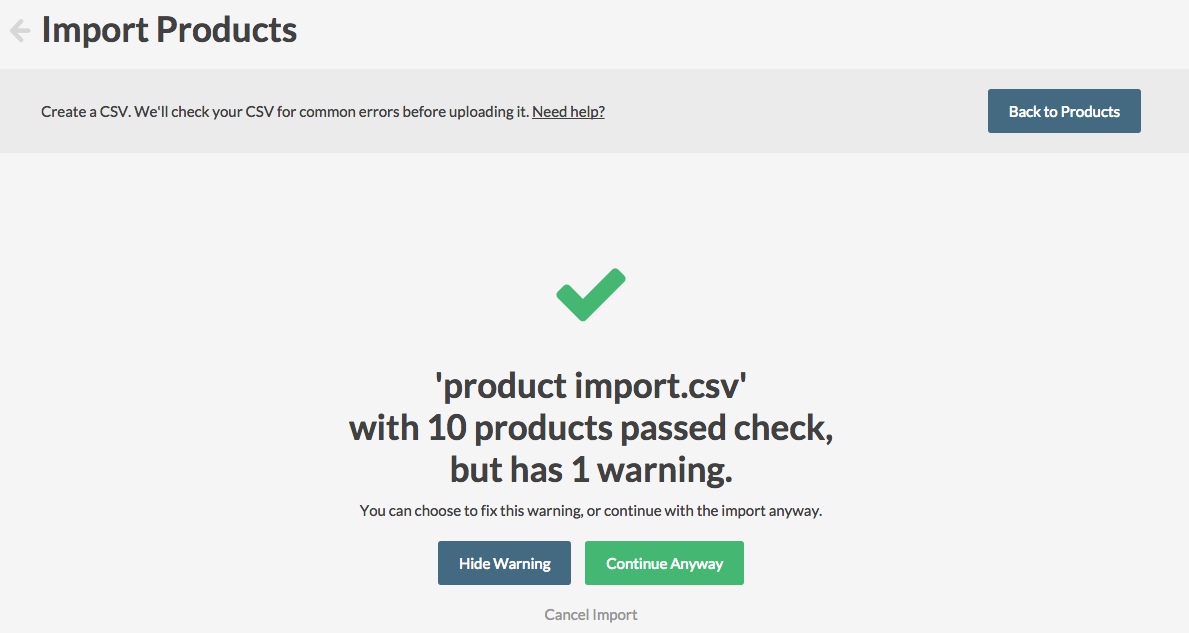 Import Products
Create a CSV. We'll check your CSV for common errors before uploading it. Need help?
Back to Products
'product import.csv'
with 10 products passed check,
but has 1 warning.
You can choose to fix this warning, or continue with the import anyway.
Hide Warning
Continue Anyway
Cancel Import